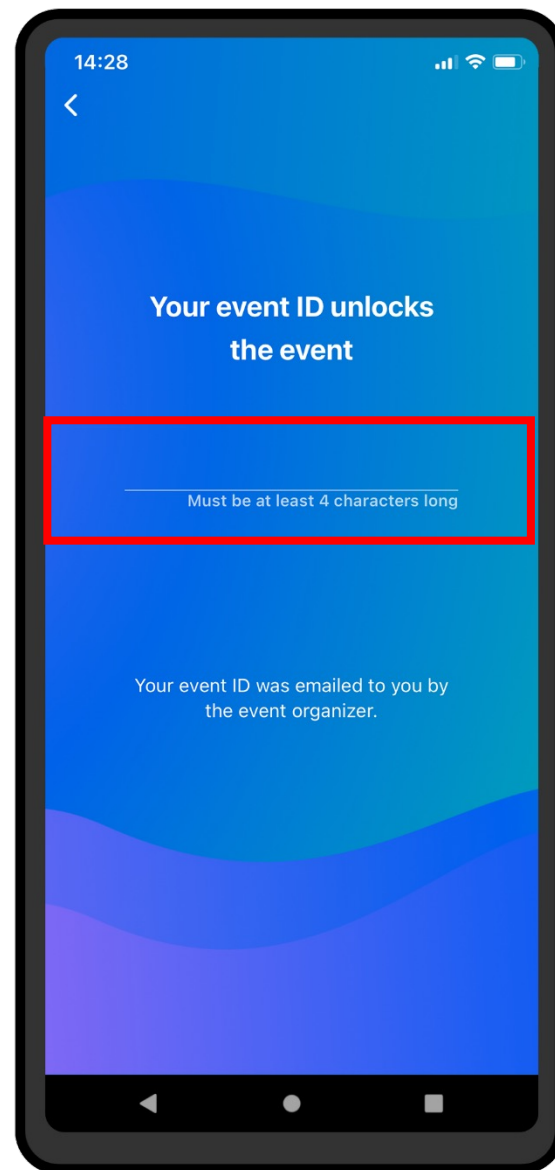 14:28
Your event ID unlocks
the event
Must be at least 4 characters long
Your event ID was emailed to you by
the event organizer.